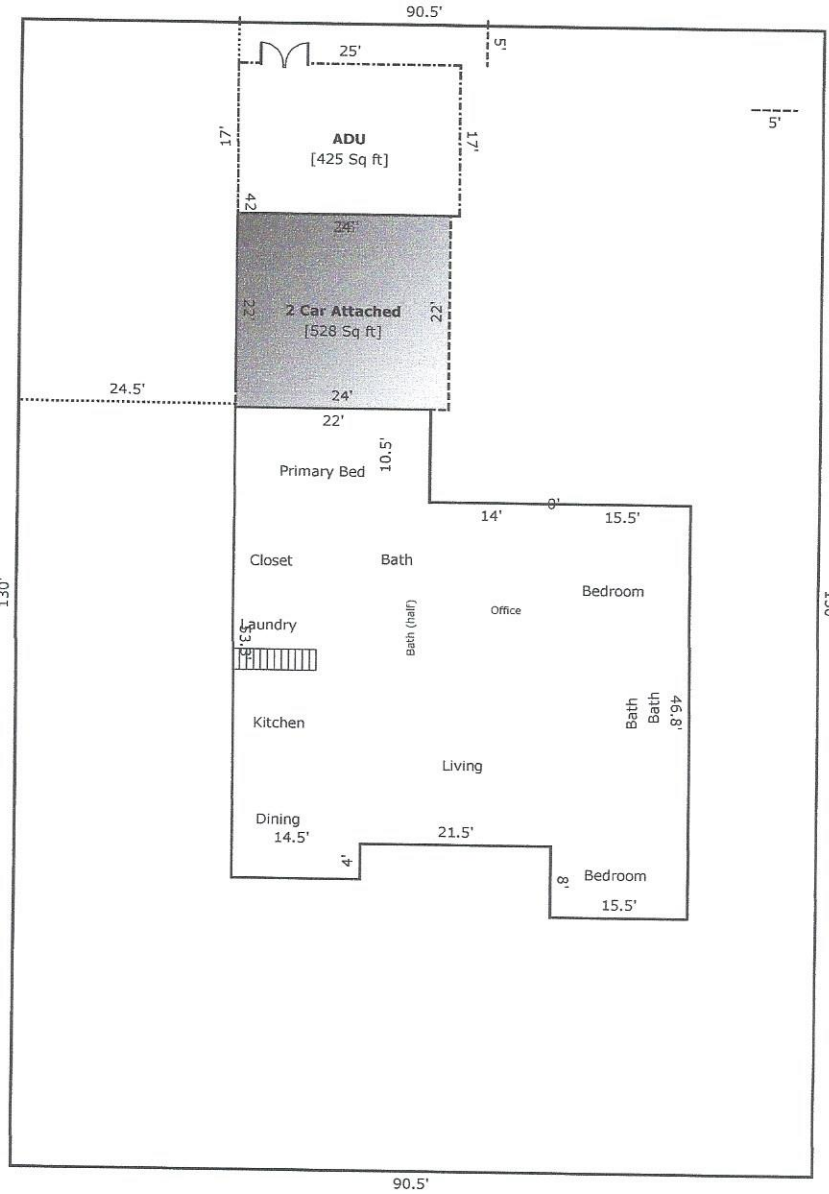 90.5'
5'
25'
5'
17'
ADU
[425 Sq ft]
17'
42
24'
22'
2 Car Attached
[528 Sq ft]
22'
24.5'
24'
22'
Primary Bed
10.5'
14'
0'
15.5'
Closet
Bath
Bedroom
130'
Office
Bath (half)
Laundry
Bath
Bath
46.8'
Kitchen
Living
Dining
14.5'
21.5'
4'
8'
Bedroom
15.5'
90.5'